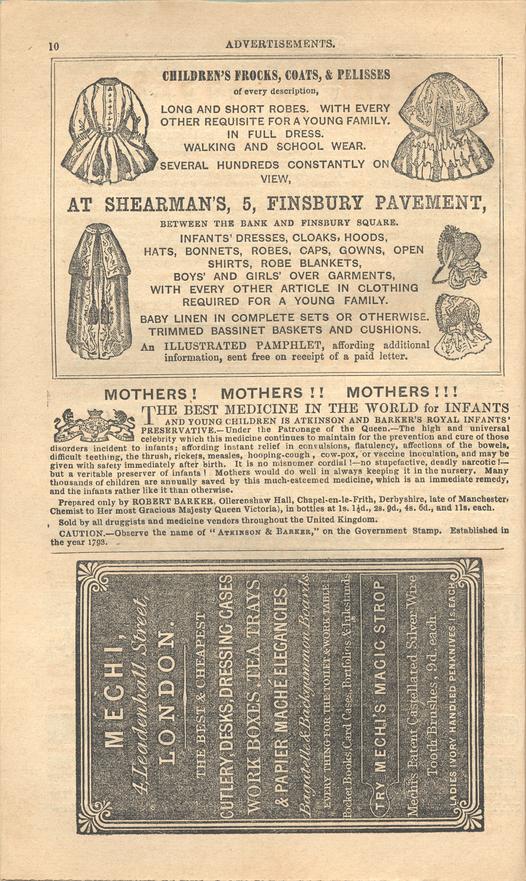 10
ADVERTISEMENTS.
CHILDREN'S FROCKS, COATS, & PELISSES
of every description,
LONG AND SHORT ROBES. WITH EVERY
OTHER REQUISITE FOR A YOUNG FAMILY.
IN FULL DRESS.
WALKING AND SCHOOL WEAR.
SEVERAL HUNDREDS CONSTANTLY ON
VIEW,
AT SHEARMAN'S, 5, FINSBURY PAVEMENT,
BETWEEN THE BANK AND FINSBURY SQUARE.
INFANTS' DRESSES, CLOAKS, HOODS,
HATS, BONNETS, ROBES, CAPS, GOWNS, OPEN
SHIRTS, ROBE BLANKETS,
BOYS' AND GIRLS' OVER GARMENTS,
WITH EVERY OTHER ARTICLE IN CLOTHING
REQUIRED FOR A YOUNG FAMILY.
BABY LINEN IN COMPLETE SETS OR OTHERWISE.
TRIMMED BASSINET BASKETS AND CUSHIONS.
An ILLUSTRATED PAMPHLET, affording additional
information, sent free on receipt of a paid letter.
MOTHERS! MOTHERS!! MOTHERS!!!
THE BEST MEDICINE IN THE WORLD for INFANTS
AND YOUNG CHILDREN IS ATKINSON AND BARKER'S ROYAL INFANTS'
PRESERVATIVE.—Under the Patronage of the Queen.—The high and universal
celebrity which this medicine continues to maintain for the prevention and cure of those
disorders incident to infants; affording instant relief in convulsions, flatulency, affections of the bowels,
difficult teething, the thrush, rickets, measles, hooping-cough, cow-pox, or vaccine inoculation, and may be
given with safety immediately after birth. It is no misnomer cordial!—no stupefactive, deadly narcotic!—
but a veritable preserver of infants! Mothers would do well in always keeping it in the nursery. Many
thousands of children are annually saved by this much-esteemed medicine, which is an immediate remedy,
and the infants rather like it than otherwise.
Prepared only by ROBERT BARKER, Ollerenshaw Hall, Chapel-en-le-Frith, Derbyshire, late of Manchester,
Chemist to Her most Gracious Majesty Queen Victoria), in bottles at 1s. 1½d., 2s. 9d., 4s. 6d., and 11s. each.
Sold by all druggists and medicine vendors throughout the United Kingdom.
CAUTION.—Observe the name of "ATKINSON & BARKER," on the Government Stamp. Established in
the year 1793.
MECHI,
4, Leadenhall Street,
LONDON.
THE BEST & CHEAPEST
CUTLERY, DESKS, DRESSING CASES
WORK BOXES TEA TRAYS
& PAPIER MACHE ELEGANCIES
Bagatelle & Backgammon Boards.
EVERY THING FOR THE TOILET & WORK TABLE
Pocket Books, Card Cases, Portfolios & Inkstands
TRY MECHI'S MAGIC STROP
Mechi's Patent Castellated Silver-Wire
Tooth Brushes, 9d. each.
LADIES IVORY HANDLED PENKNIVES 1s. EACH